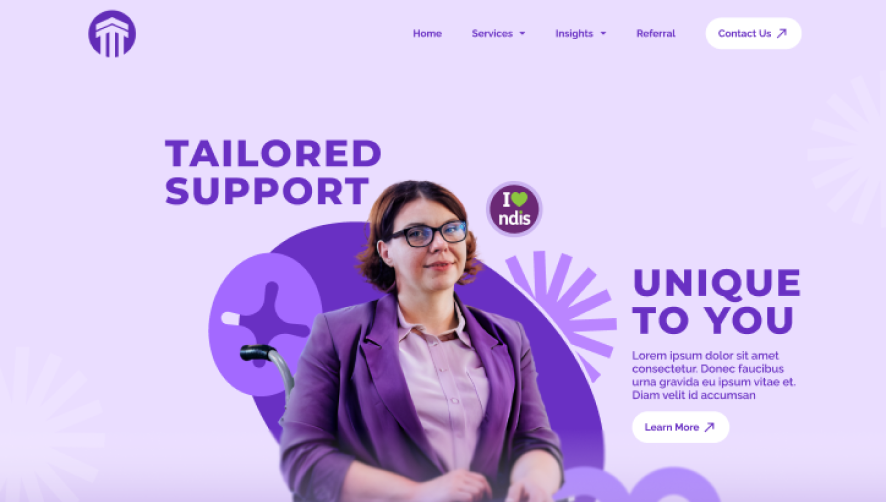 Home
Services
Insights
Referral
Contact Us
TAILORED
SUPPORT
I
ndis
UNIQUE
TO YOU
Lorem ipsum dolor sit amet
consectetur. Donec faucibus
urna gravida eu ipsum vitae et.
Diam velit id accumsan
Learn More